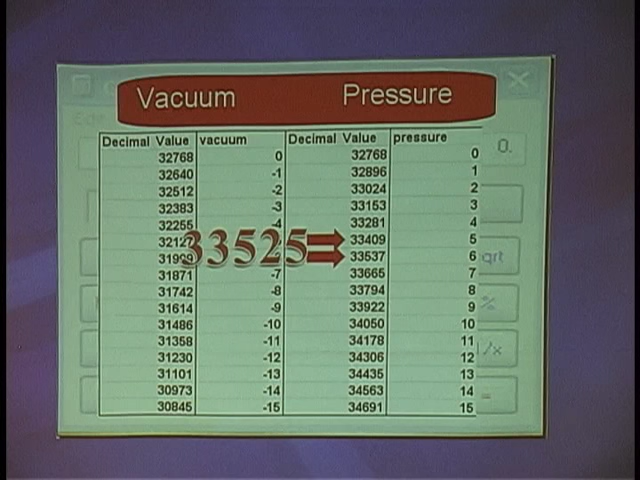 Vacuum Pressure
Decimal Value vacuum Decimal Value pressure
32768 0 32768 0
32640 -1 32896 1
32512 -2 33024 2
32383 -3 33153 3
32255 -4 33281 4
33409 5
33525
33537 6
31871 -7 33665 7
31742 -8 33794 8
31614 -9 33922 9
31486 -10 34050 10
31358 -11 34178 11
31230 -12 34306 12
31101 -13 34435 13
30973 -14 34563 14
30845 -15 34691 15
0.
qrt
%
/x